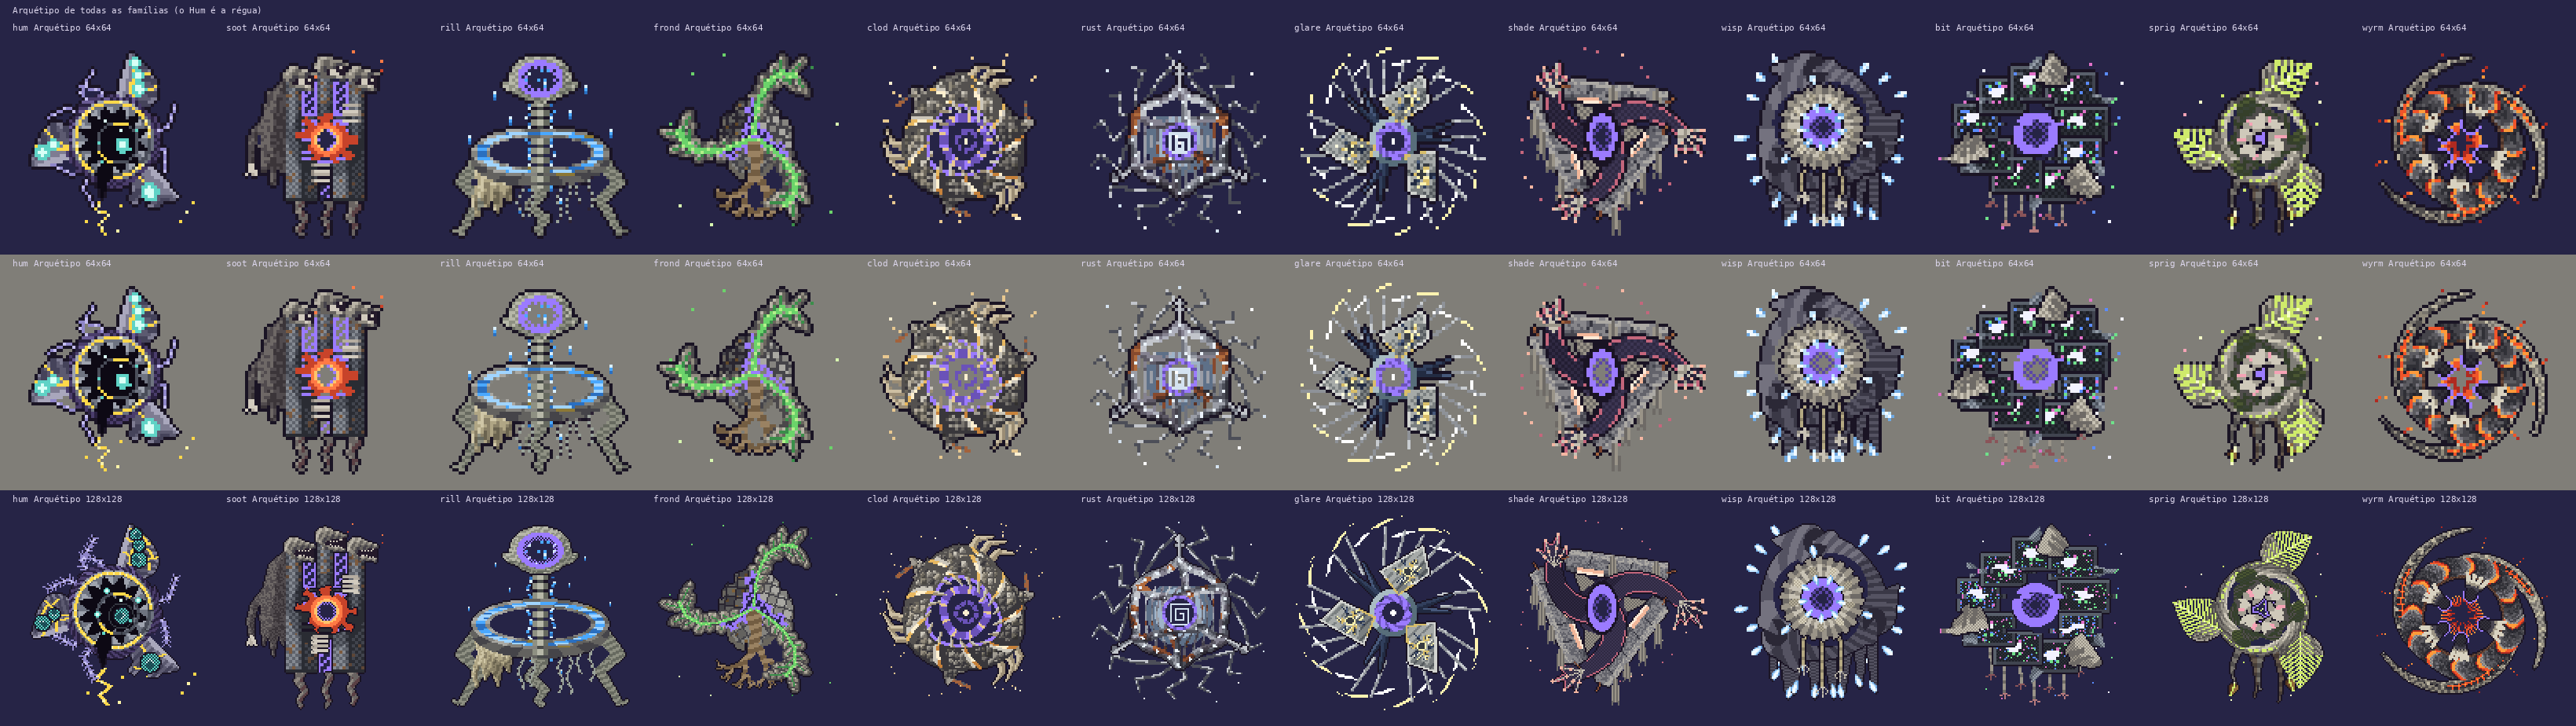 Arquétipo de todas as famílias (o Hum é a régua)
hum Arquétipo 64x64 soot Arquétipo 64x64 rill Arquétipo 64x64 frond Arquétipo 64x64 clod Arquétipo 64x64 rust Arquétipo 64x64 glare Arquétipo 64x64 shade Arquétipo 64x64 wisp Arquétipo 64x64 bit Arquétipo 64x64 sprig Arquétipo 64x64 wyrm Arquétipo 64x64
hum Arquétipo 64x64 soot Arquétipo 64x64 rill Arquétipo 64x64 frond Arquétipo 64x64 clod Arquétipo 64x64 rust Arquétipo 64x64 glare Arquétipo 64x64 shade Arquétipo 64x64 wisp Arquétipo 64x64 bit Arquétipo 64x64 sprig Arquétipo 64x64 wyrm Arquétipo 64x64
hum Arquétipo 128x128 soot Arquétipo 128x128 rill Arquétipo 128x128 frond Arquétipo 128x128 clod Arquétipo 128x128 rust Arquétipo 128x128 glare Arquétipo 128x128 shade Arquétipo 128x128 wisp Arquétipo 128x128 bit Arquétipo 128x128 sprig Arquétipo 128x128 wyrm Arquétipo 128x128